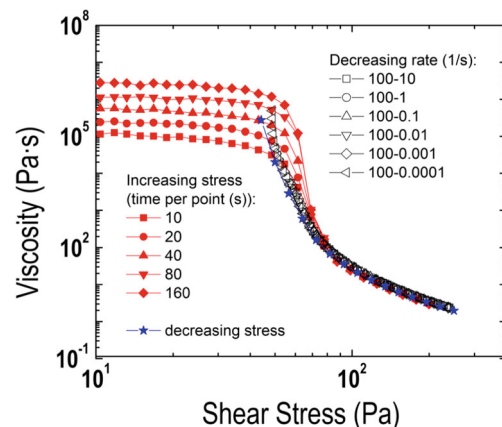 10^8
Decreasing rate (1/s):
100-10
100-1
100-0.1
100-0.01
100-0.001
100-0.0001
10^5
Increasing stress
(time per point (s)):
10
20
40
80
160
decreasing stress
10^2
10^-1
10^1
10^2
Viscosity (Pa·s)
Shear Stress (Pa)